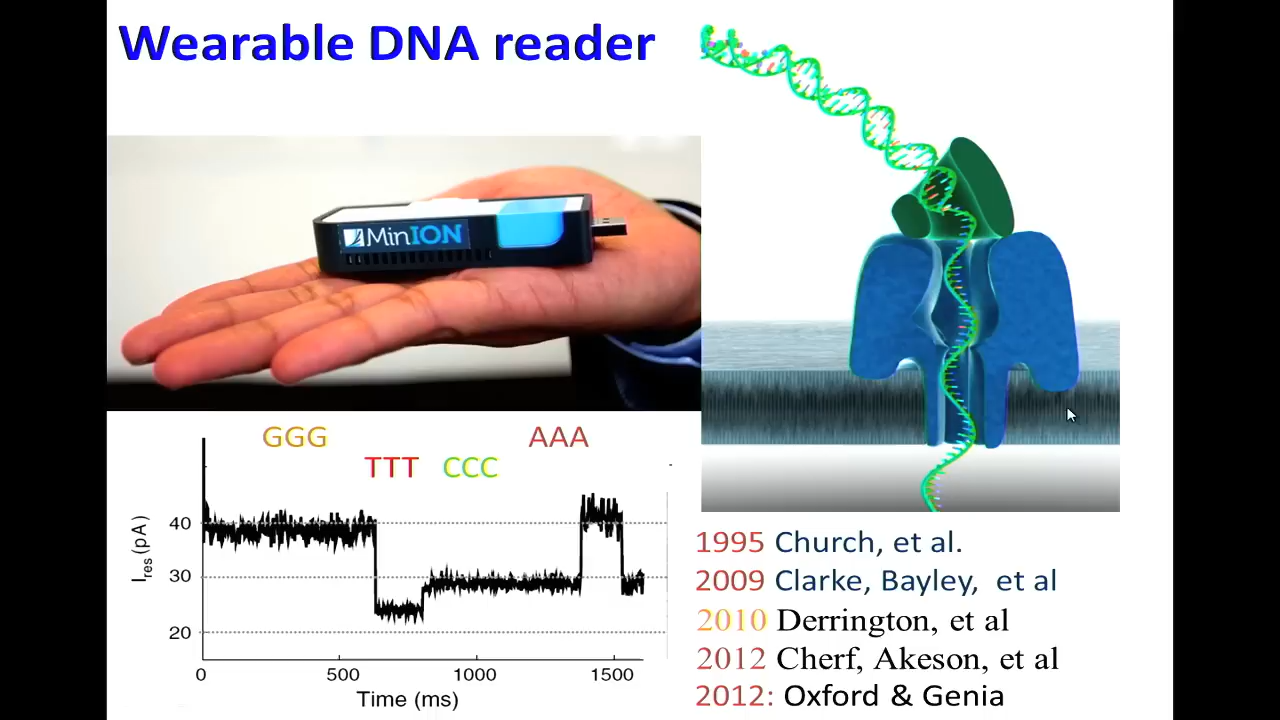 Wearable DNA reader
MinION
GGG
AAA
TTT CCC
40
30
20
Ires (pA)
0 500 1000 1500
Time (ms)
1995 Church, et al.
2009 Clarke, Bayley, et al
2010 Derrington, et al
2012 Cherf, Akeson, et al
2012: Oxford & Genia